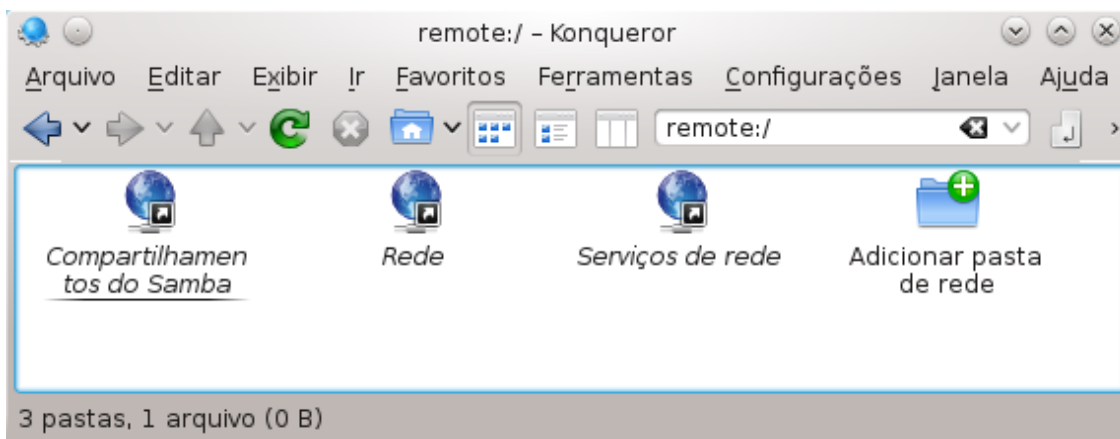 remote:/ – Konqueror
Arquivo Editar Exibir Ir Favoritos Ferramentas Configurações Janela Ajuda
remote:/
Compartilhamen
tos do Samba
Rede
Serviços de rede
Adicionar pasta
de rede
3 pastas, 1 arquivo (0 B)